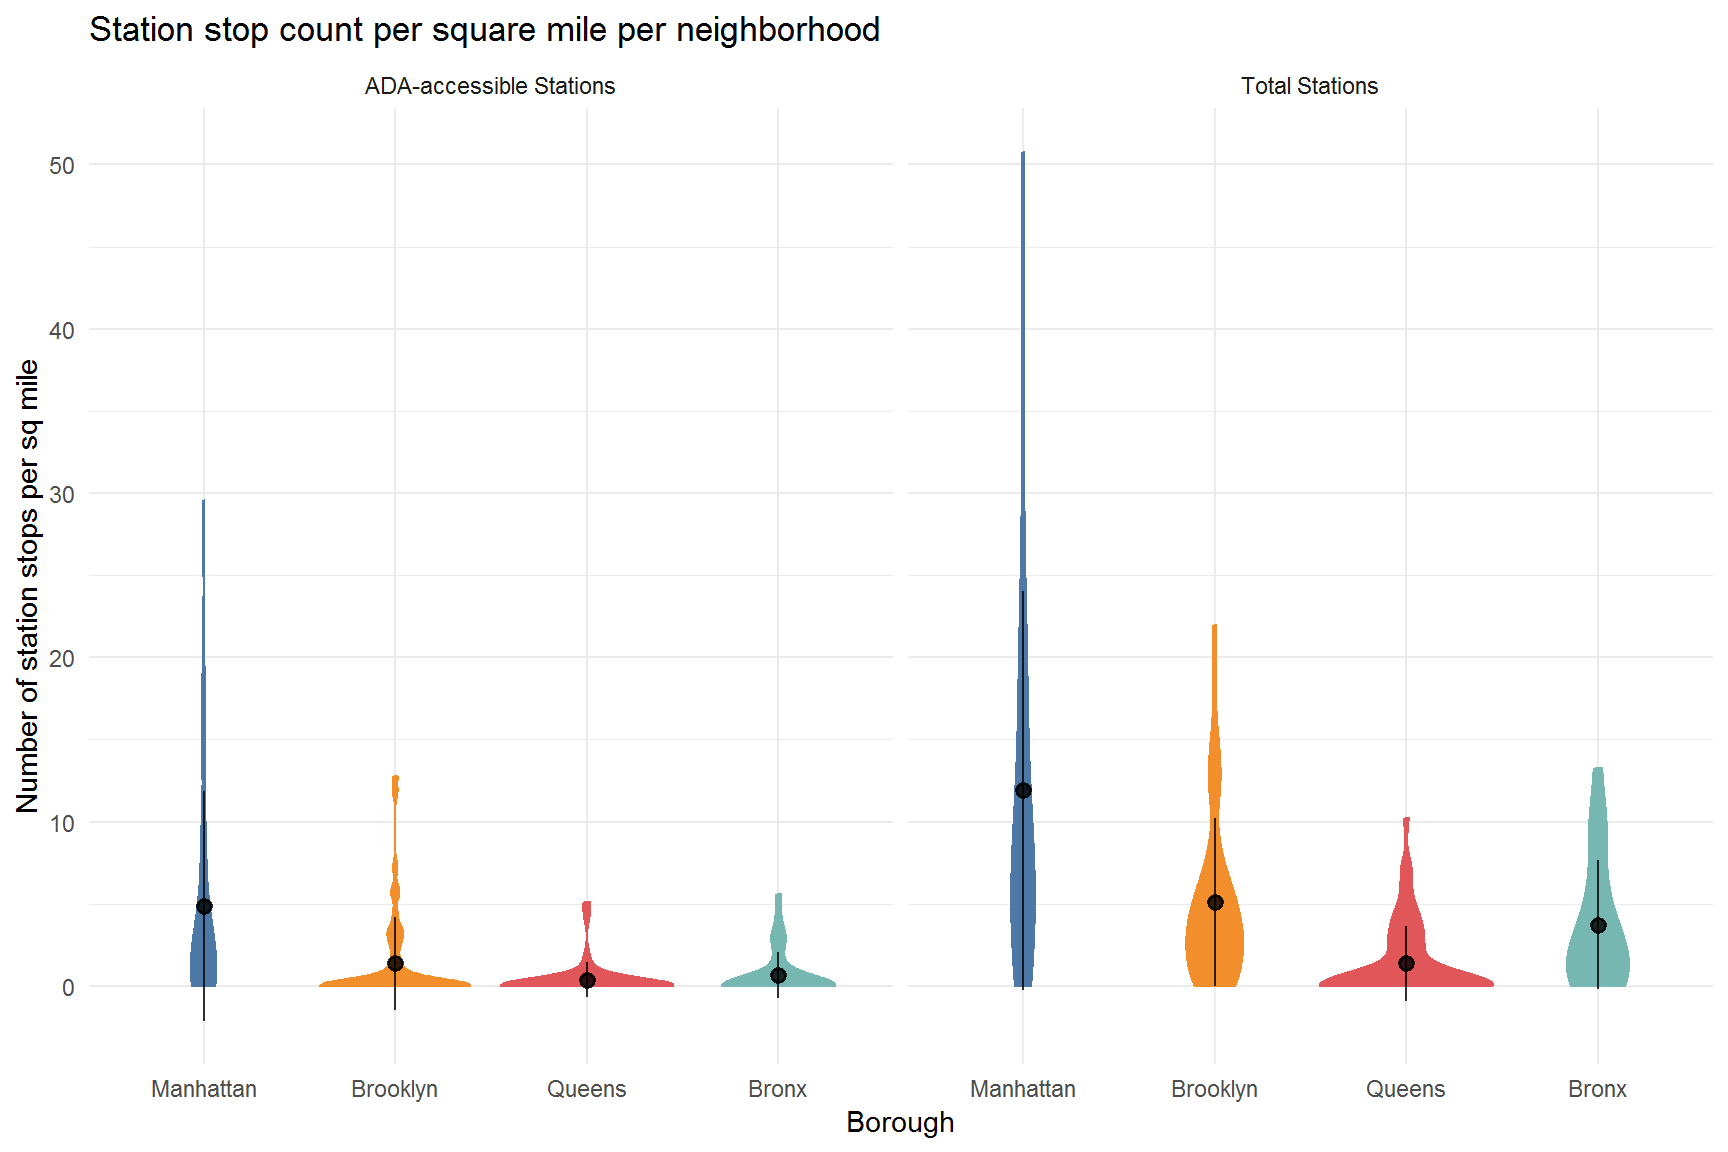 Station stop count per square mile per neighborhood
ADA-accessible Stations
Total Stations
Number of station stops per sq mile
50
40
30
20
10
0
Manhattan
Brooklyn
Queens
Bronx
Manhattan
Brooklyn
Queens
Bronx
Borough